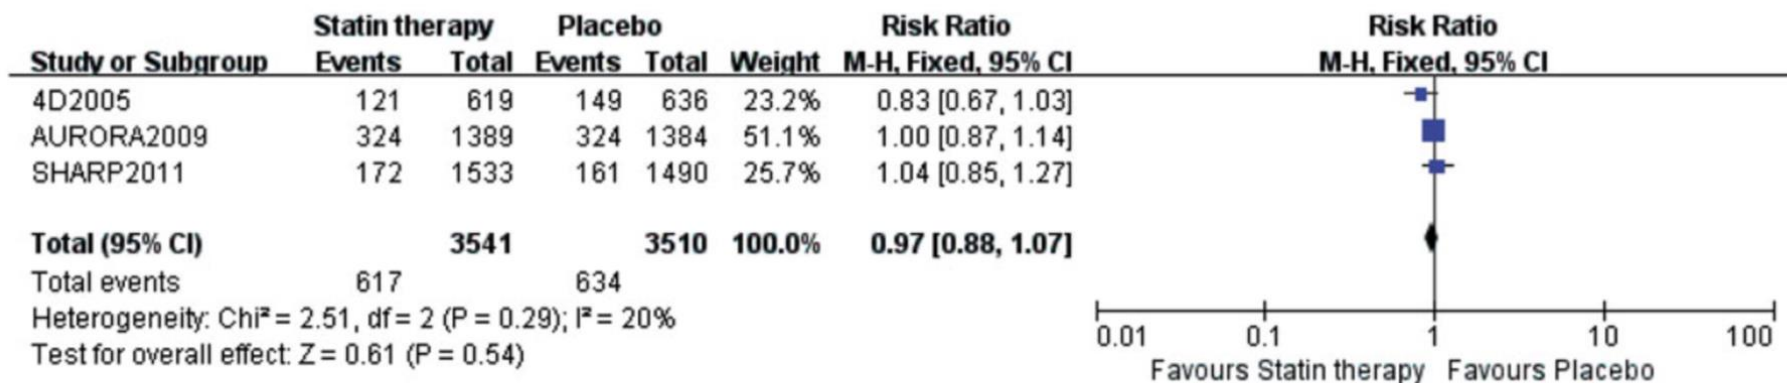 Statin therapy Placebo Risk Ratio Risk Ratio
Study or Subgroup Events Total Events Total Weight M-H, Fixed, 95% CI M-H, Fixed, 95% CI
4D2005 121 619 149 636 23.2% 0.83 [0.67, 1.03]
AURORA2009 324 1389 324 1384 51.1% 1.00 [0.87, 1.14]
SHARP2011 172 1533 161 1490 25.7% 1.04 [0.85, 1.27]
Total (95% CI) 3541 3510 100.0% 0.97 [0.88, 1.07]
Total events 617 634
Heterogeneity: Chi² = 2.51, df = 2 (P = 0.29); I² = 20%
Test for overall effect: Z = 0.61 (P = 0.54)
0.01 0.1 1 10 100
Favours Statin therapy Favours Placebo